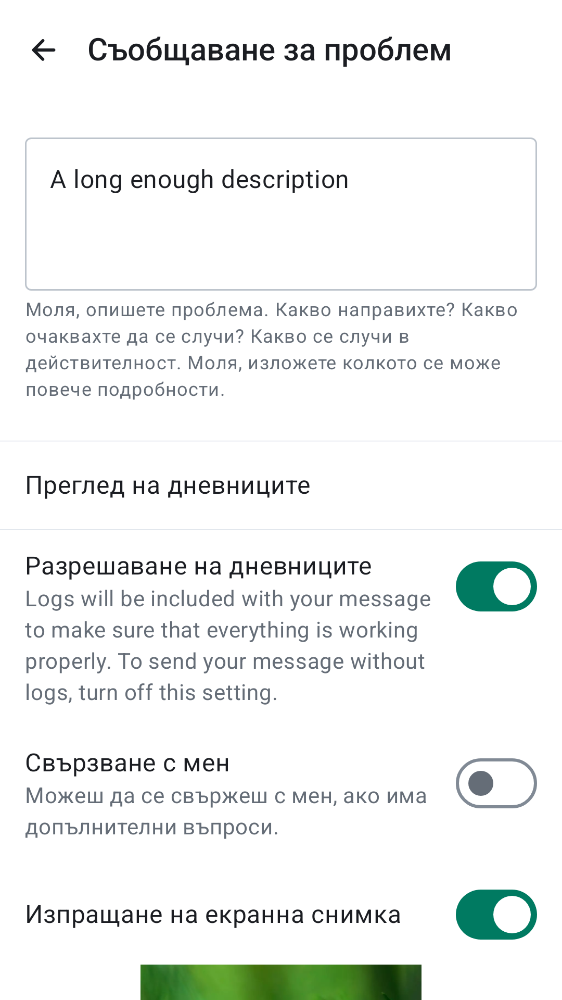 Съобщаване за проблем
A long enough description
Моля, опишете проблема. Какво направихте? Какво
очаквахте да се случи? Какво се случи в
действителност. Моля, изложете колкото се може
повече подробности.
Преглед на дневниците
Разрешаване на дневниците
Logs will be included with your message
to make sure that everything is working
properly. To send your message without
logs, turn off this setting.
Свързване с мен
Можеш да се свържеш с мен, ако има
допълнителни въпроси.
Изпращане на екранна снимка